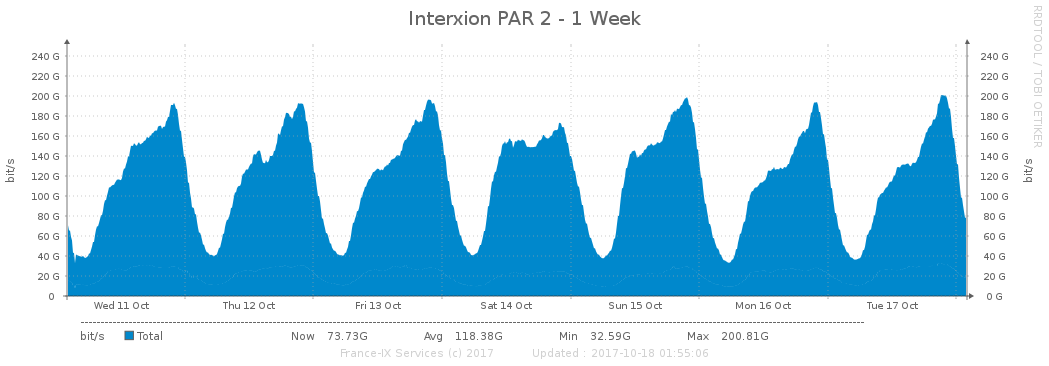 Interxion PAR 2 - 1 Week
RRDTOOL / TOBI OETIKER
bit/s
240 G 240 G
220 G 220 G
200 G 200 G
180 G 180 G
160 G 160 G
140 G 140 G
120 G 120 G
100 G 100 G
80 G 80 G
60 G 60 G
40 G 40 G
20 G 20 G
0 0 G
bit/s
Wed 11 Oct Thu 12 Oct Fri 13 Oct Sat 14 Oct Sun 15 Oct Mon 16 Oct Tue 17 Oct
bit/s Total Now 73.73G Avg 118.38G Min 32.59G Max 200.81G
France-IX Services (c) 2017 Updated : 2017-10-18 01:55:06